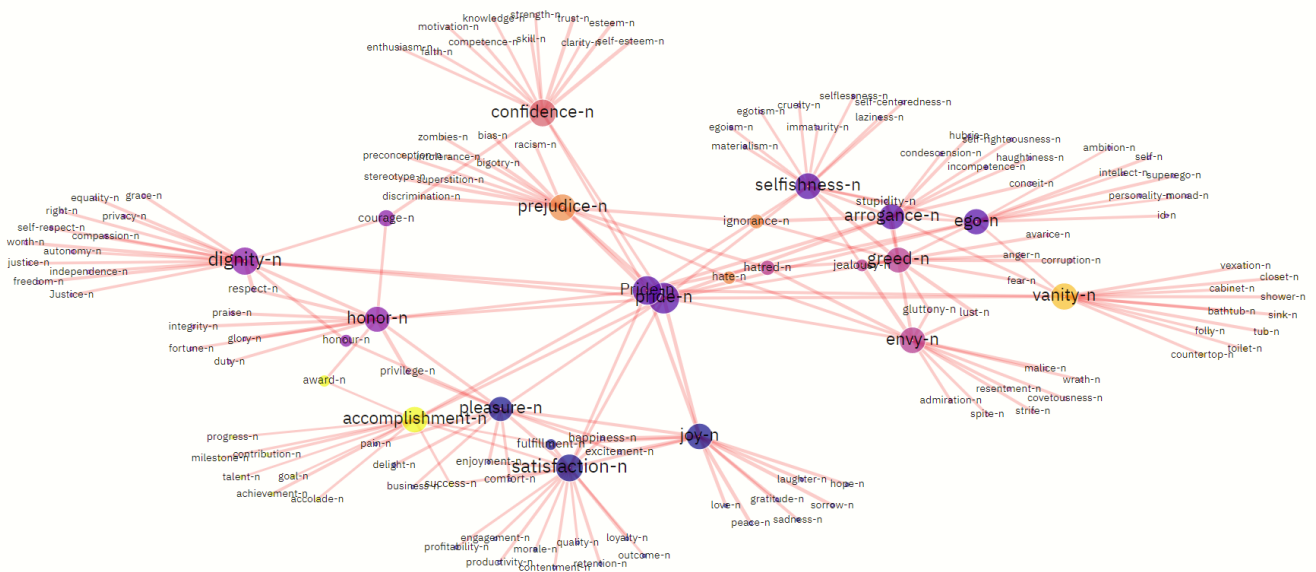 strength-n
knowledge-n
trust-n
esteem-n
motivation-n
skill-n
competence-n
clarity-n
self-esteem-n
enthusiasm-n
faith-n
confidence-n
selflessness-n
self-centeredness-n
cruelty-n
egotism-n
laziness-n
egoism-n
immaturity-n
materialism-n
zombies-n
bias-n
racism-n
preconception-n
intolerance-n
bigotry-n
stereotype-n
superstition-n
discrimination-n
prejudice-n
hubris-n
self-righteousness-n
condescension-n
haughtiness-n
incompetence-n
conceit-n
ambition-n
self-n
intellect-n
superego-n
personality-n
monad-n
id-n
selfishness-n
stupidity-n
arrogance-n
ego-n
ignorance-n
courage-n
equality-n
grace-n
right-n
privacy-n
self-respect-n
compassion-n
worth-n
autonomy-n
justice-n
independence-n
freedom-n
Justice-n
dignity-n
respect-n
avarice-n
anger-n
corruption-n
greed-n
jealousy-n
hatred-n
hate-n
fear-n
Pride-n
pride-n
vanity-n
vexation-n
closet-n
cabinet-n
shower-n
bathtub-n
sink-n
folly-n
tub-n
toilet-n
countertop-n
praise-n
honor-n
integrity-n
glory-n
honour-n
fortune-n
duty-n
gluttony-n
lust-n
envy-n
malice-n
wrath-n
resentment-n
covetousness-n
admiration-n
spite-n
strife-n
award-n
privilege-n
accomplishment-n
pleasure-n
progress-n
contribution-n
milestone-n
talent-n
goal-n
achievement-n
accolade-n
pain-n
delight-n
business-n
success-n
enjoyment-n
comfort-n
fulfillment-n
happiness-n
excitement-n
satisfaction-n
joy-n
laughter-n
hope-n
gratitude-n
sorrow-n
love-n
peace-n
sadness-n
engagement-n
profitability-n
morale-n
quality-n
loyalty-n
productivity-n
contentment-n
retention-n
outcome-n